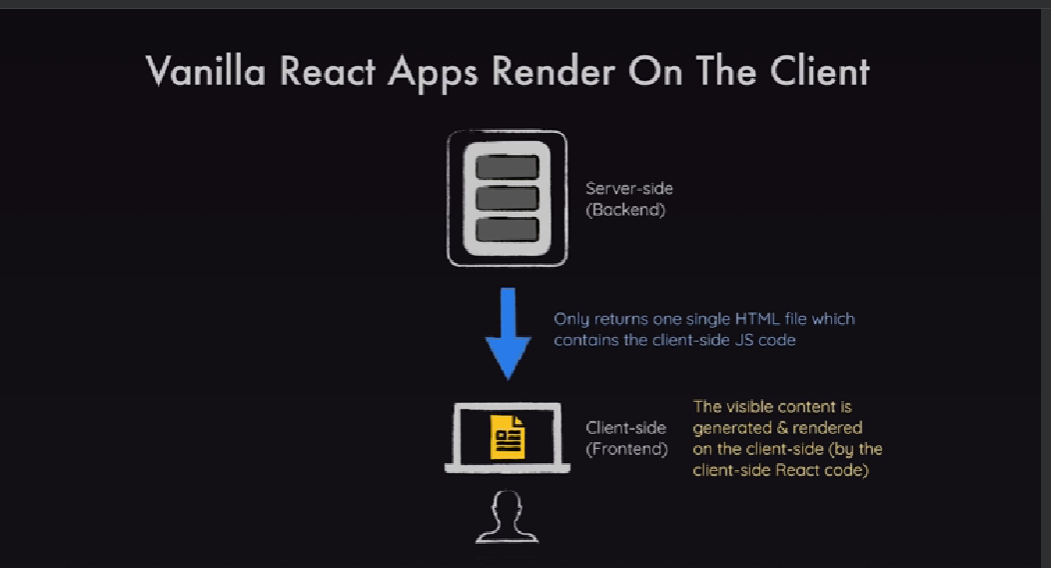 Vanilla React Apps Render On The Client
Server-side
(Backend)
Only returns one single HTML file which
contains the client-side JS code
Client-side
(Frontend)
The visible content is
generated & rendered
on the client-side (by the
client-side React code)